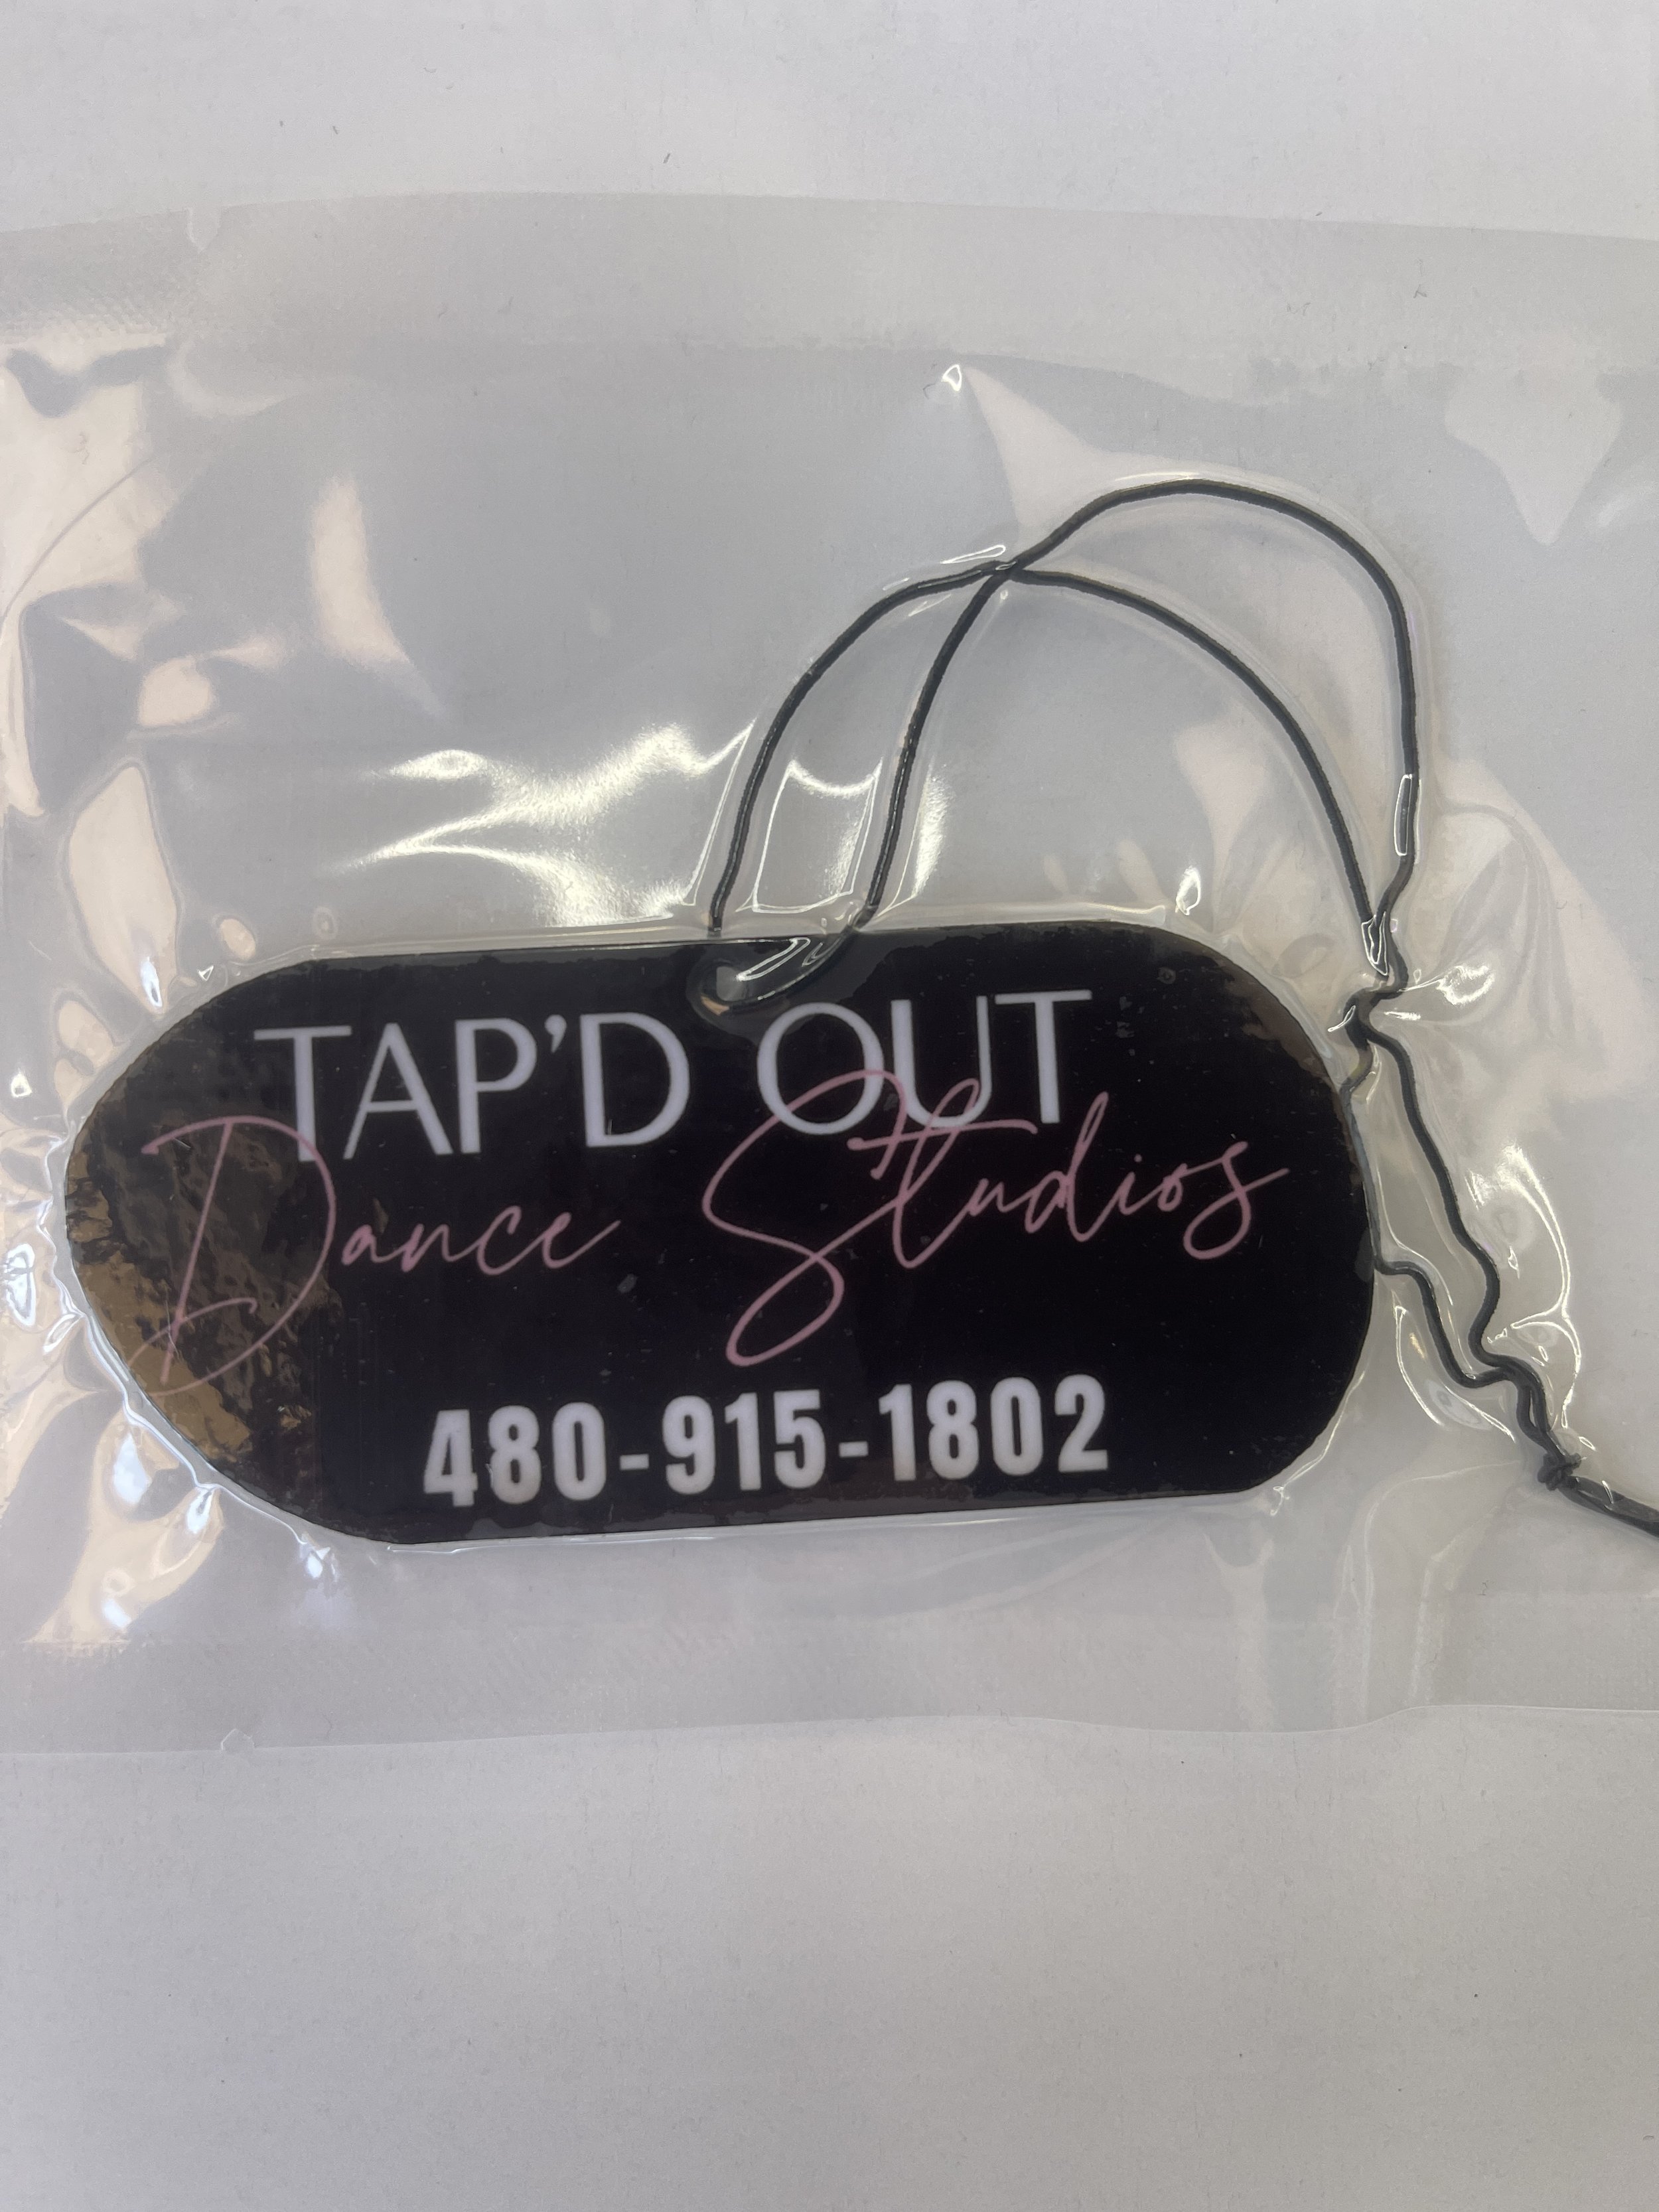 TAP'D OUT
Dance Studios
480-915-1802